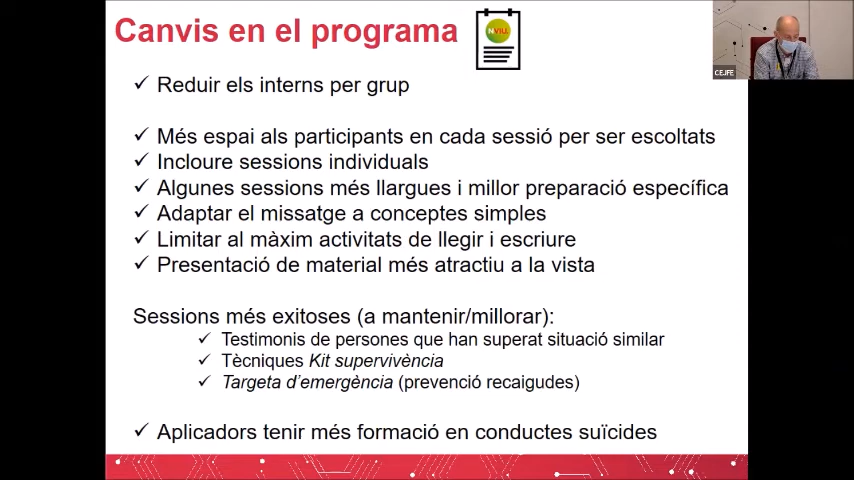 Canvis en el programa
NVILL
CEJFE
Reduir els interns per grup
Més espai als participants en cada sessió per ser escoltats
Incloure sessions individuals
Algunes sessions més llargues i millor preparació específica
Adaptar el missatge a conceptes simples
Limitar al màxim activitats de llegir i escriure
Presentació de material més atractiu a la vista
Sessions més exitoses (a mantenir/millorar):
Testimonis de persones que han superat situació similar
Tècniques Kit supervivència
Targeta d’emergència (prevenció recaigudes)
Aplicadors tenir més formació en conductes suïcides